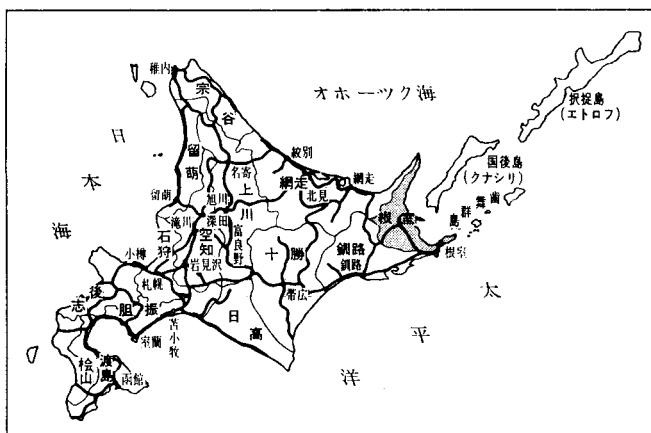 オホーツク海
日本海
太平洋
択捉島
(エトロフ)
国後島
(クナシリ)
歯舞群島
稚内
宗谷
留萌
留萌
紋別
名寄
上川
網走
網走
北見
旭川
深田
滝川
石狩
空知
富良野
十勝
釧路
釧路
根室
根室
小樽
札幌
岩見沢
帯広
後志
胆振
日高
苫小牧
室蘭
桧山
渡島
函館